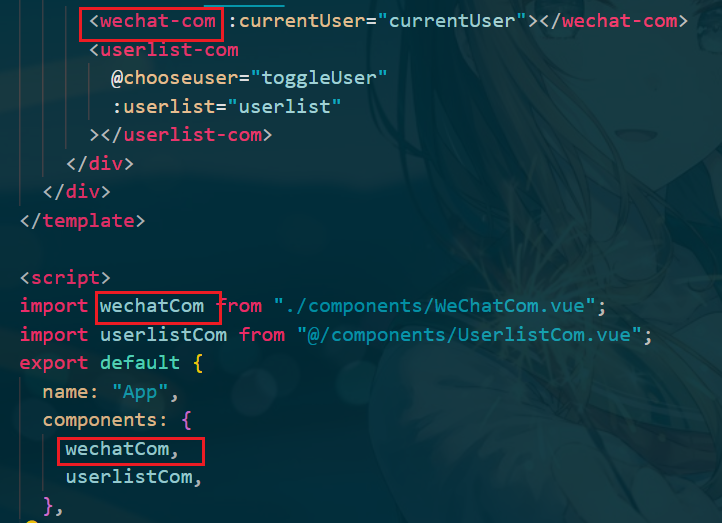 <wechat-com :currentUser="currentUser"></wechat-com>
<userlist-com
@chooseuser="toggleUser"
:userlist="userlist"
></userlist-com>
</div>
</div>
</template>
<script>
import wechatCom from "./components/WeChatCom.vue";
import userlistCom from "@/components/UserlistCom.vue";
export default {
name: "App",
components: {
wechatCom,
userlistCom,
},